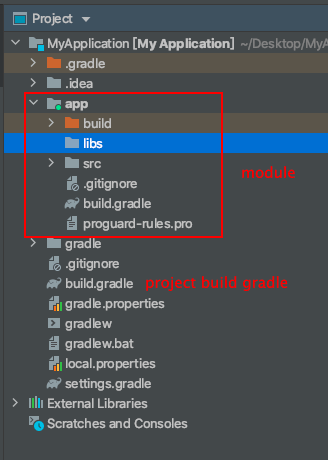 Project
MyApplication [My Application] ~/Desktop/MyA
.gradle
.idea
app
build
libs
src
module
.gitignore
build.gradle
proguard-rules.pro
gradle
.gitignore
build.gradle project build gradle
gradle.properties
gradlew
gradlew.bat
local.properties
settings.gradle
External Libraries
Scratches and Consoles